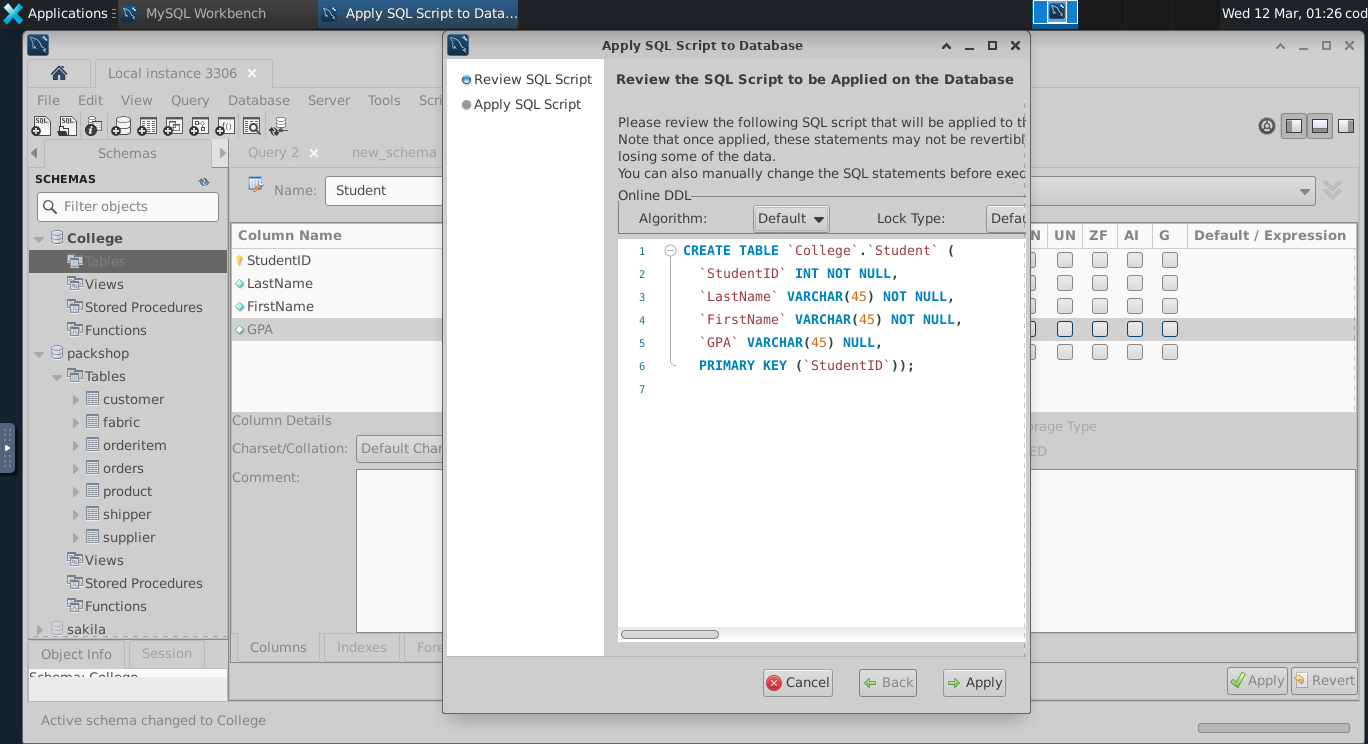 Applications MySQL Workbench Apply SQL Script to Data... Wed 12 Mar, 01:26 cod
Apply SQL Script to Database
Local instance 3306
File Edit View Query Database Server Tools Scri
Schemas Query 2 new_schema
SCHEMAS
Filter objects
College
Tables
Views
Stored Procedures
Functions
packshop
Tables
customer
fabric
orderitem
orders
product
shipper
supplier
Views
Stored Procedures
Functions
sakila
Object Info Session
Schema: College
Active schema changed to College
Name: Student
Column Name N UN ZF AI G Default / Expression
StudentID
LastName
FirstName
GPA
Column Details
Charset/Collation: Default Char
Comment:
orage Type
ED
Columns Indexes Fore
Apply Revert
Review SQL Script
Apply SQL Script
Review the SQL Script to be Applied on the Database
Please review the following SQL script that will be applied to th
Note that once applied, these statements may not be revertibl
losing some of the data.
You can also manually change the SQL statements before exec
Online DDL
Algorithm: Default Lock Type: Defau
1 CREATE TABLE `College`.`Student` (
2 `StudentID` INT NOT NULL,
3 `LastName` VARCHAR(45) NOT NULL,
4 `FirstName` VARCHAR(45) NOT NULL,
5 `GPA` VARCHAR(45) NULL,
6 PRIMARY KEY (`StudentID`));
7
Cancel Back Apply